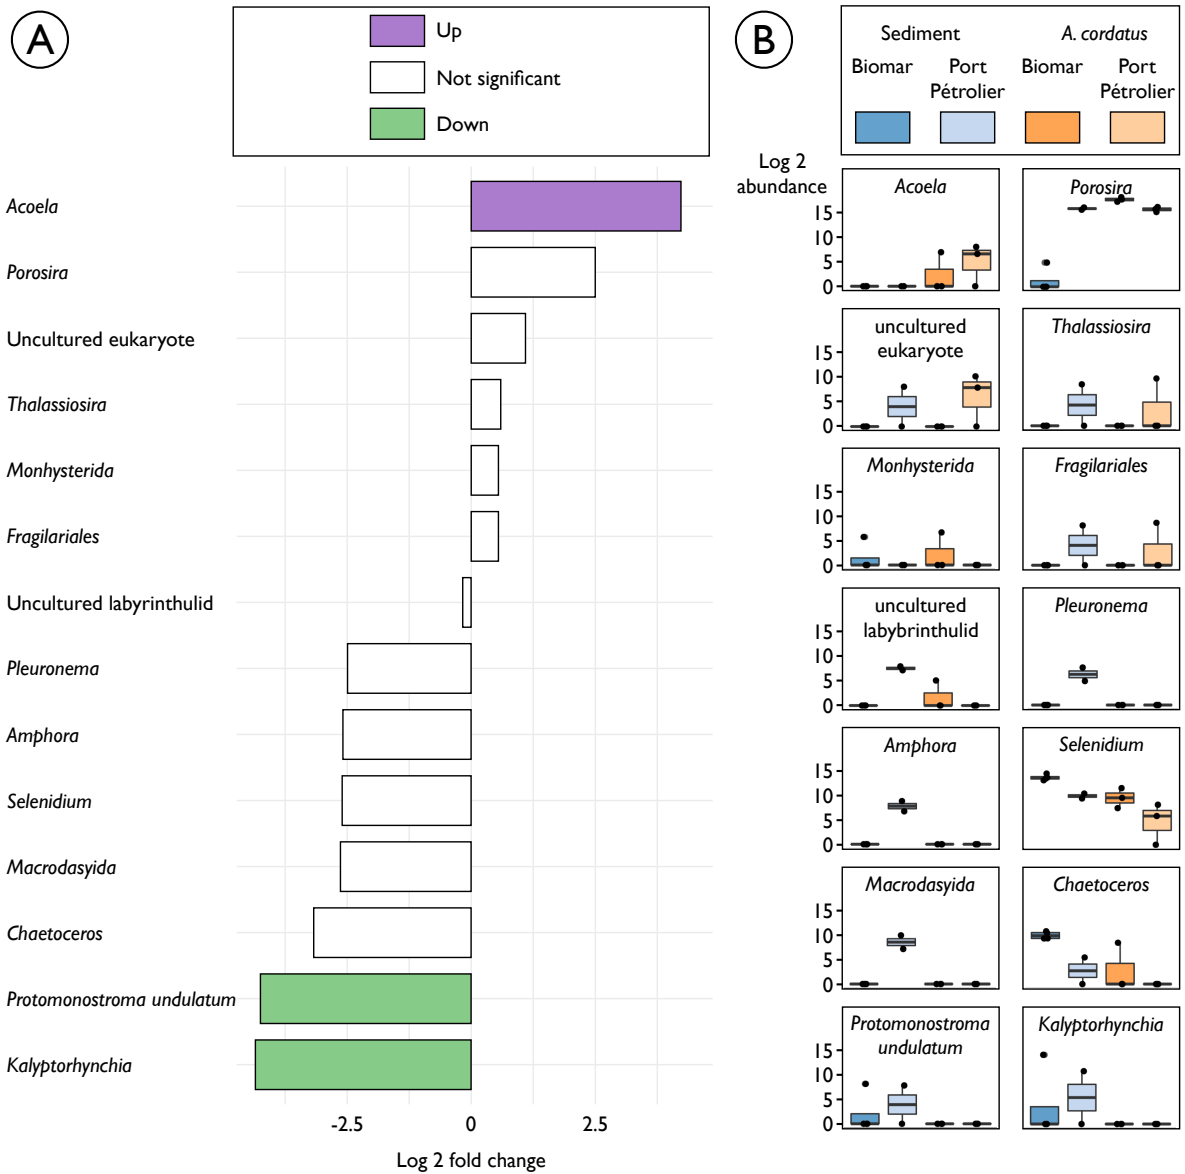 A
Up
Not significant
Down
Acoela
Porosira
Uncultured eukaryote
Thalassiosira
Monhysterida
Fragilariales
Uncultured labyrinthulid
Pleuronema
Amphora
Selenidium
Macrodasyida
Chaetoceros
Protomonostroma undulatum
Kalyptorhynchia
-2.5 0 2.5
Log 2 fold change
B
Sediment A. cordatus
Biomar Port Biomar Port
Pétrolier Pétrolier
Log 2
abundance
Acoela Porosira
15
10
5
0
uncultured Thalassiosira
eukaryote
15
10
5
0
Monhysterida Fragilariales
15
10
5
0
uncultured Pleuronema
labybrinthulid
15
10
5
0
Amphora Selenidium
15
10
5
0
Macrodasyida Chaetoceros
15
10
5
0
Protomonostroma Kalyptorhynchia
undulatum
15
10
5
0